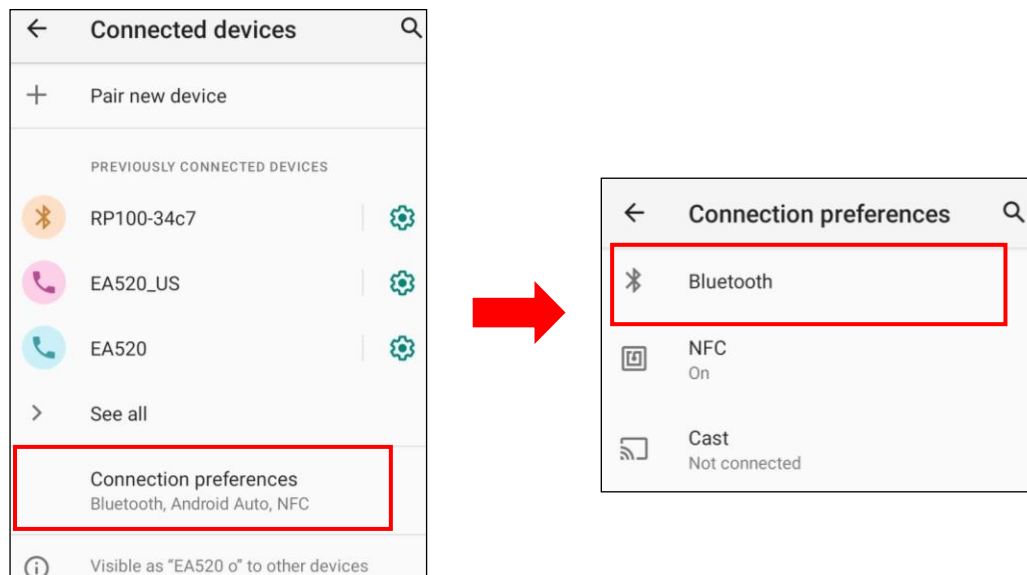 Connected devices
Pair new device
PREVIOUSLY CONNECTED DEVICES
RP100-34c7
EA520_US
EA520
See all
Connection preferences
Bluetooth, Android Auto, NFC
Visible as “EA520 o” to other devices
Connection preferences
Bluetooth
NFC
On
Cast
Not connected